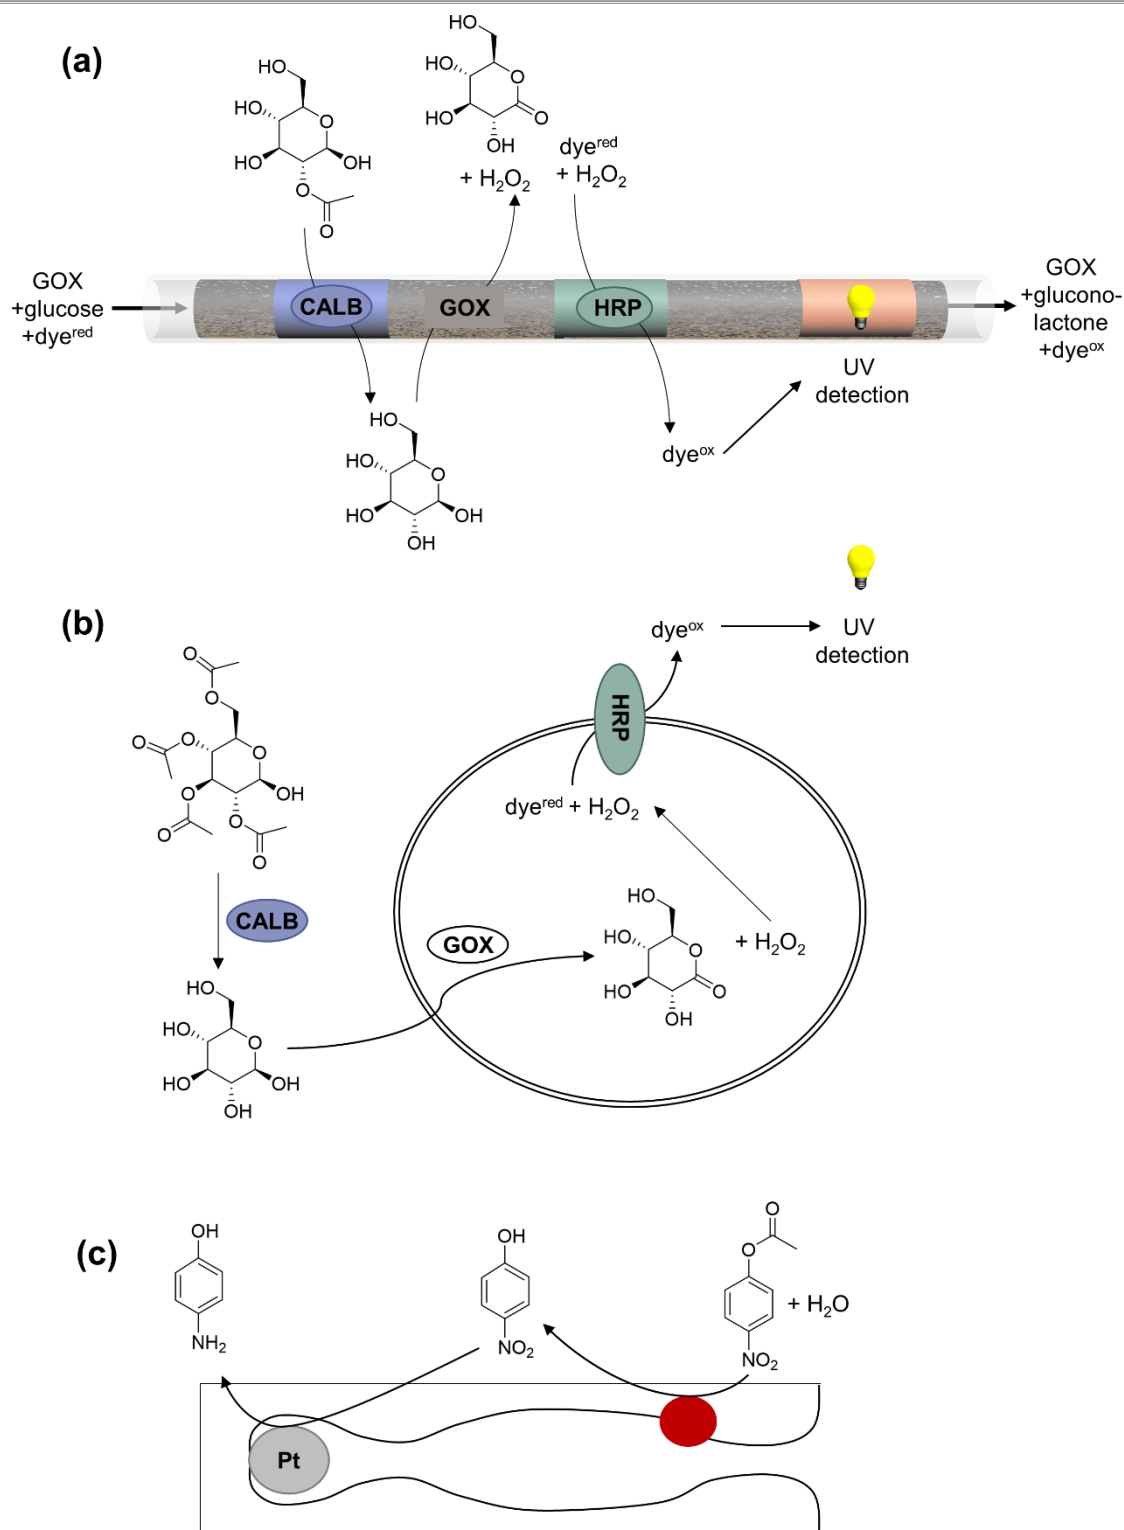 (a)
HO
HO
HO
O
OH
O
O
HO
HO
HO
O
O
OH
+ H₂O₂
dyeʳᵉᵈ
+ H₂O₂
GOX
+glucose
+dyeʳᵉᵈ
CALB
GOX
HRP
GOX
+glucono-
lactone
+dyeᵒˣ
UV
detection
dyeᵒˣ
HO
HO
HO
O
OH
OH
(b)
O
O
O
O
O
O
OH
O
O
O
O
CALB
HO
HO
HO
O
OH
OH
GOX
HRP
dyeᵒˣ
UV
detection
dyeʳᵉᵈ + H₂O₂
HO
HO
HO
O
O
OH
+ H₂O₂
(c)
OH
NH₂
OH
NO₂
O
O
NO₂
+ H₂O
Pt